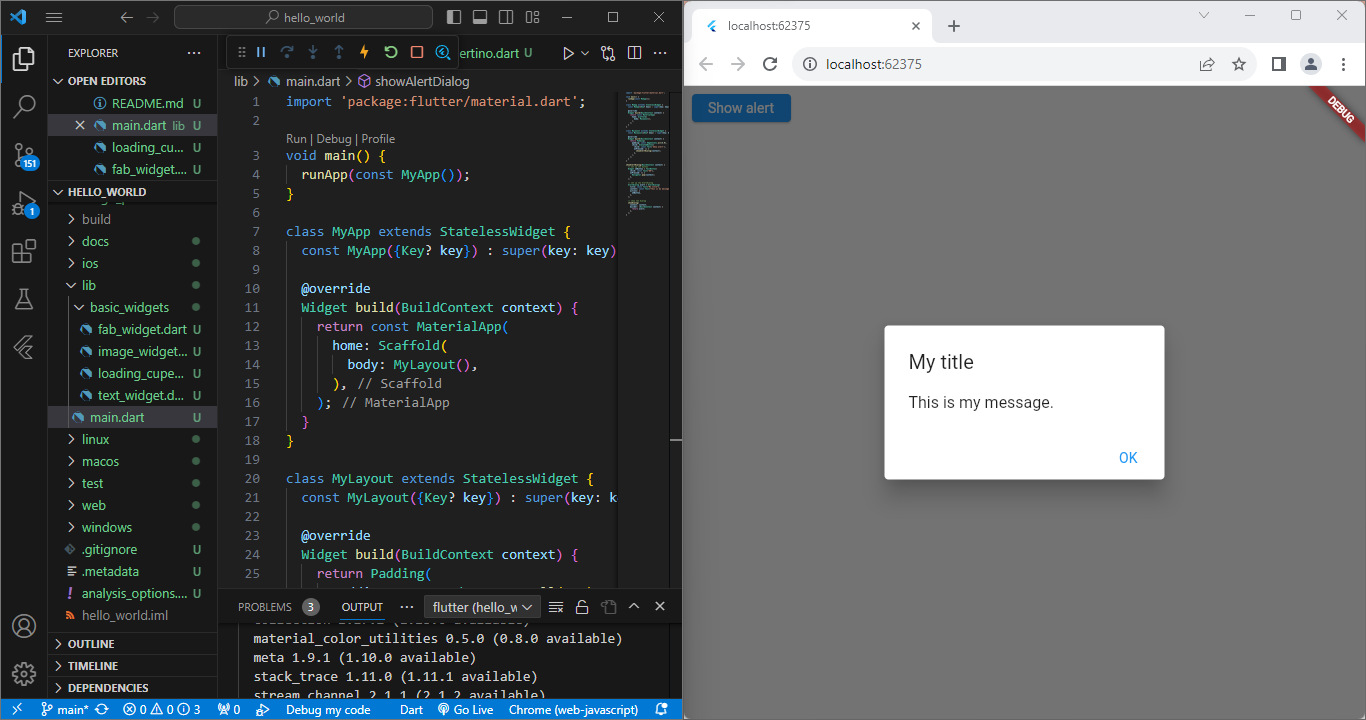 hello_world
EXPLORER
OPEN EDITORS
README.md U
main.dart lib U
loading_cu... U
fab_widget.... U
HELLO_WORLD
build
docs
ios
lib
basic_widgets
fab_widget.dart U
image_widget... U
loading_cupe... U
text_widget.d... U
main.dart U
linux
macos
test
web
windows
.gitignore U
.metadata U
analysis_options.... U
hello_world.iml
OUTLINE
TIMELINE
DEPENDENCIES
151
1
ertino.dart U
lib > main.dart > showAlertDialog
1 import 'package:flutter/material.dart';
2
Run | Debug | Profile
3 void main() {
4 runApp(const MyApp());
5 }
6
7 class MyApp extends StatelessWidget {
8 const MyApp({Key? key}) : super(key: key)
9
10 @override
11 Widget build(BuildContext context) {
12 return const MaterialApp(
13 home: Scaffold(
14 body: MyLayout(),
15 ), // Scaffold
16 ); // MaterialApp
17 }
18 }
19
20 class MyLayout extends StatelessWidget {
21 const MyLayout({Key? key}) : super(key: k
22
23 @override
24 Widget build(BuildContext context) {
25 return Padding(
PROBLEMS 3 OUTPUT ... flutter (hello_w
material_color_utilities 0.5.0 (0.8.0 available)
meta 1.9.1 (1.10.0 available)
stack_trace 1.11.0 (1.11.1 available)
stream_channel 2.1.1 (2.1.2 available)
main* 0 0 3 0 Debug my code Dart Go Live Chrome (web-javascript)
localhost:62375
localhost:62375
Show alert
DEBUG
My title
This is my message.
OK